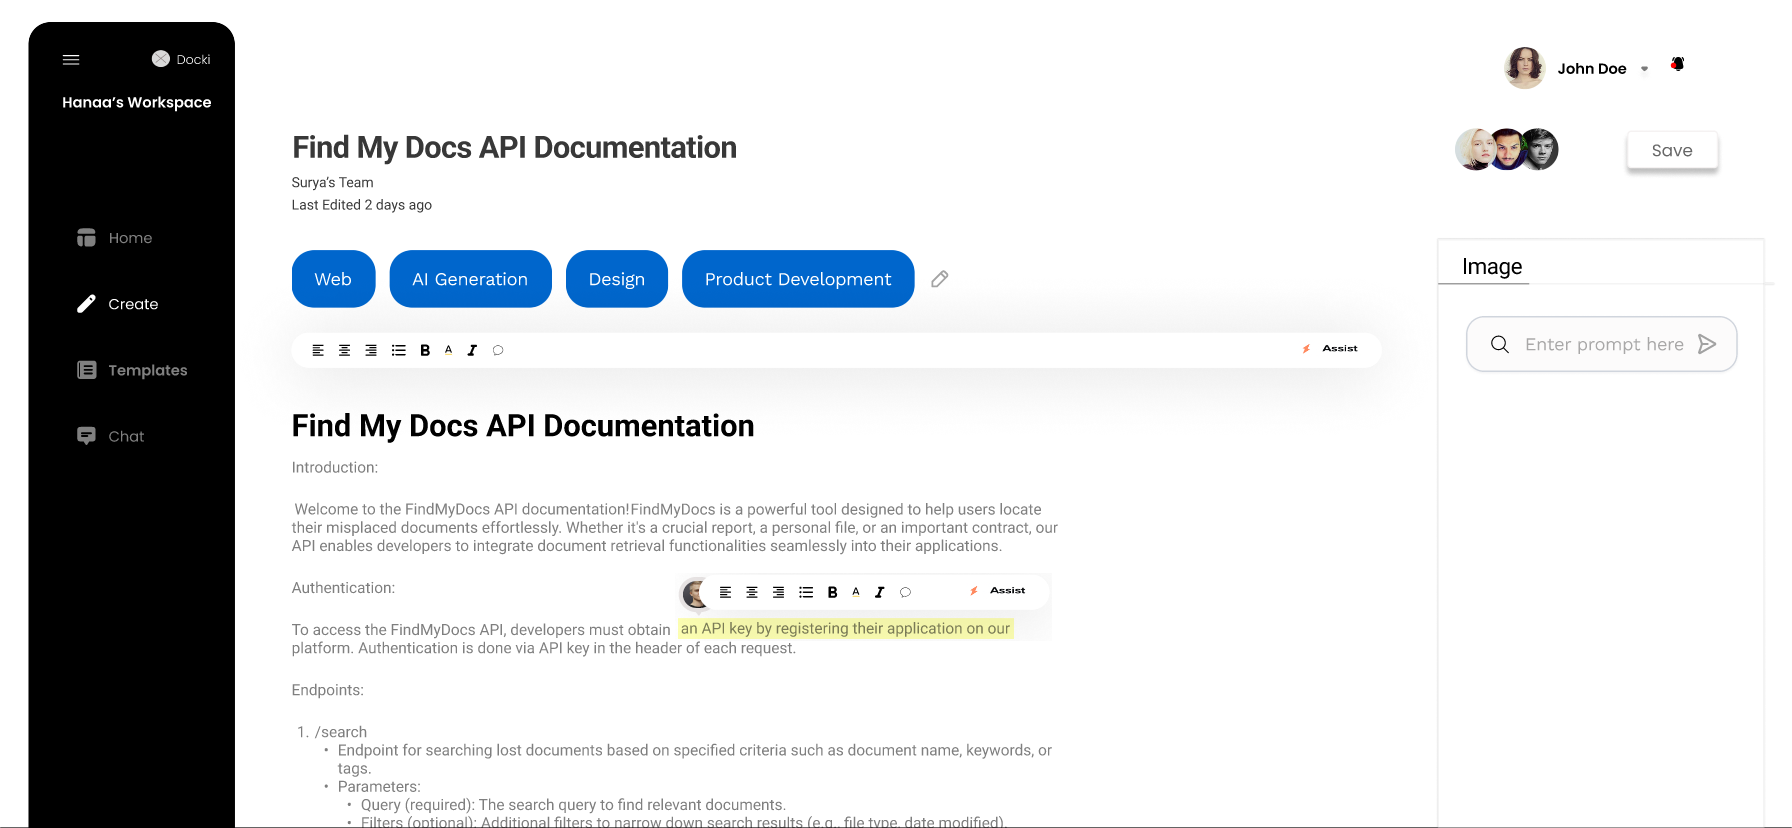 Docki
Hanaa's Workspace
Home
Create
Templates
Chat
John Doe
Find My Docs API Documentation
Surya's Team
Last Edited 2 days ago
Save
Web
AI Generation
Design
Product Development
B A I
Assist
Image
Enter prompt here
Find My Docs API Documentation
Introduction:
Welcome to the FindMyDocs API documentation!FindMyDocs is a powerful tool designed to help users locate
their misplaced documents effortlessly. Whether it's a crucial report, a personal file, or an important contract, our
API enables developers to integrate document retrieval functionalities seamlessly into their applications.
Authentication:
B A I
Assist
To access the FindMyDocs API, developers must obtain an API key by registering their application on our
platform. Authentication is done via API key in the header of each request.
Endpoints:
1. /search
• Endpoint for searching lost documents based on specified criteria such as document name, keywords, or
tags.
• Parameters:
• Query (required): The search query to find relevant documents.
• Filters (optional): Additional filters to narrow down search results (e.g., file type, date modified).